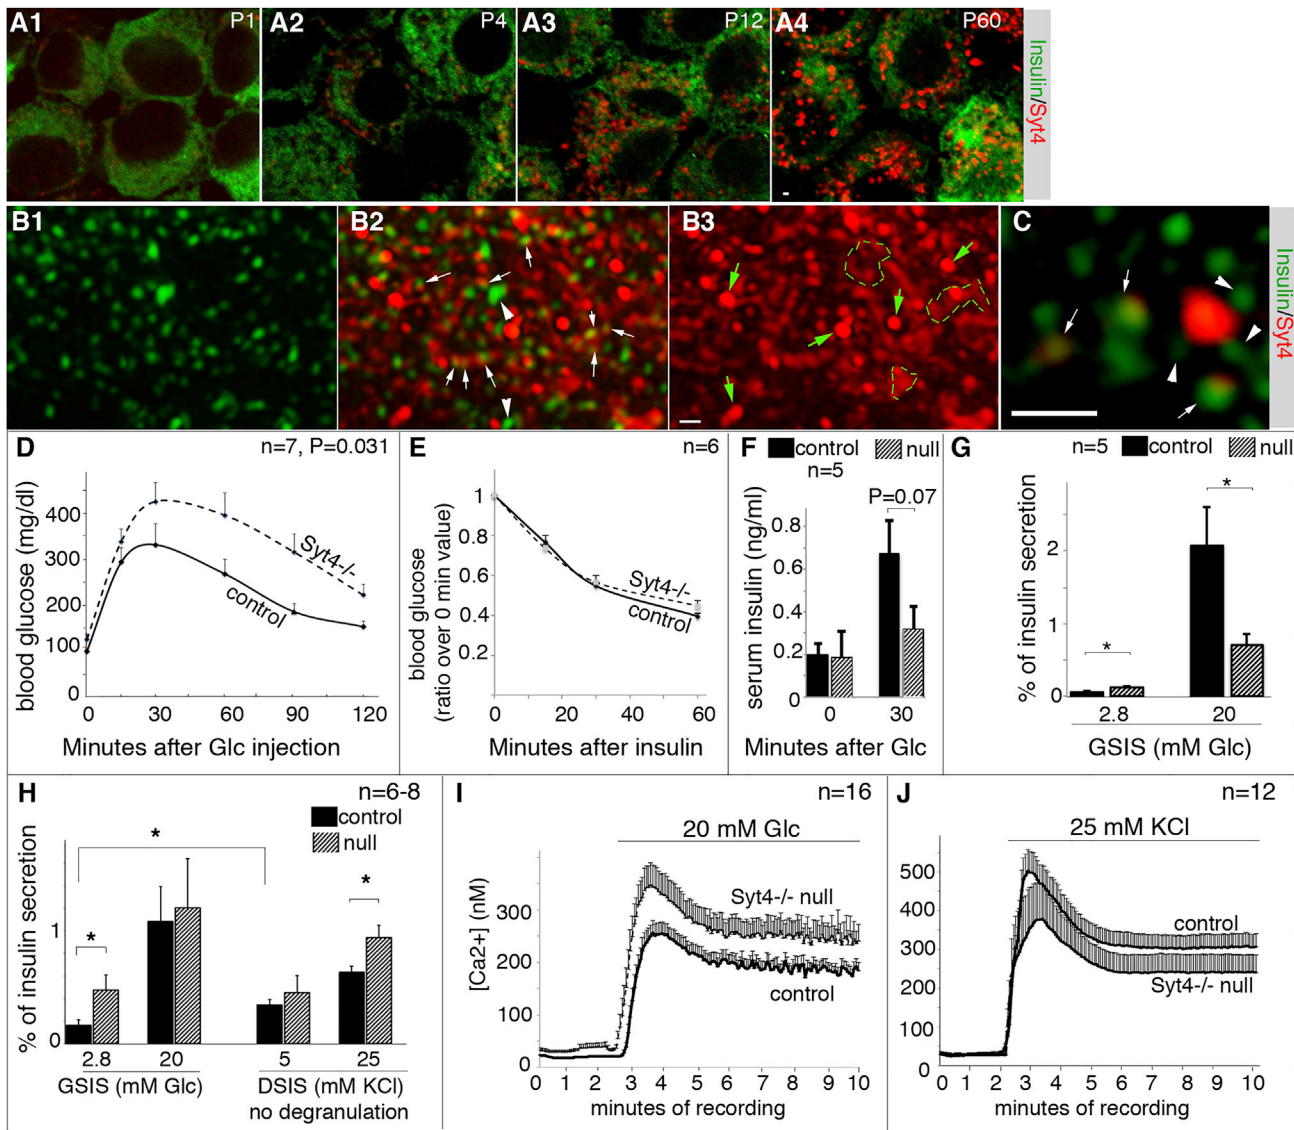 A1 P1
A2 P4
A3 P12
A4 P60
Insulin/Syt4
B1
B2
B3
C
Insulin/Syt4
D
n=7, P=0.031
blood glucose (mg/dl)
400
300
200
100
0
Syt4-/-
control
0 30 60 90 120
Minutes after Glc injection
E
n=6
blood glucose
(ratio over 0 min value)
1
0.8
0.6
0.4
0.2
Syt4-/-
control
0 20 40 60
Minutes after insulin
F
control null
n=5
P=0.07
serum insulin (ng/ml)
0.8
0.6
0.4
0.2
0
0 30
Minutes after Glc
G
n=5 control null
% of insulin secretion
2
1
0
*
*
2.8 20
GSIS (mM Glc)
H
n=6-8
control
null
% of insulin secretion
1
0
*
*
*
2.8 20 5 25
GSIS (mM Glc) DSIS (mM KCl)
no degranulation
I
n=16
20 mM Glc
[Ca2+] (nM)
300
200
100
0
Syt4-/- null
control
0 1 2 3 4 5 6 7 8 9 10
minutes of recording
J
n=12
25 mM KCl
500
400
300
200
100
0
control
Syt4-/- null
0 1 2 3 4 5 6 7 8 9 10
minutes of recording